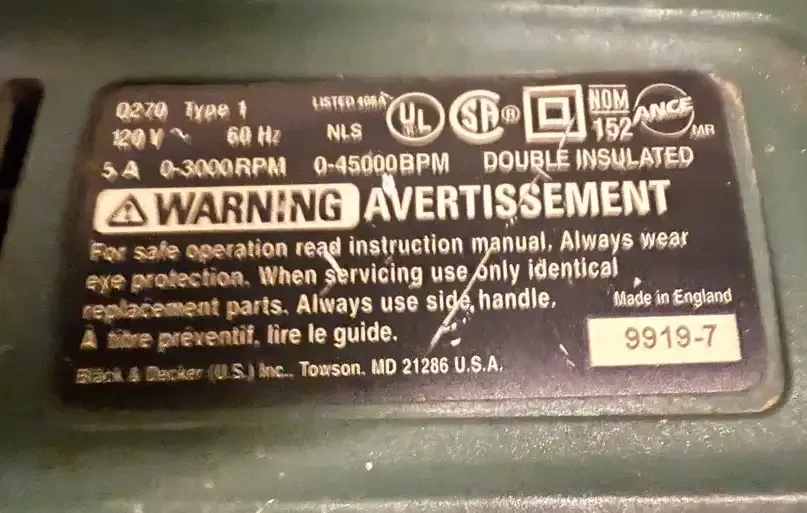 Q270 Type 1
LISTED 406A
120 V ~ 60 Hz NLS
UL
SA®
NOM
152
ANCE
MR
5 A 0-3000RPM 0-45000BPM DOUBLE INSULATED
WARNING AVERTISSEMENT
For safe operation read instruction manual. Always wear
eye protection. When servicing use only identical
replacement parts. Always use side handle.
À titre préventif, lire le guide.
Made in England
9919-7
Black & Decker (U.S.) Inc., Towson, MD 21286 U.S.A.